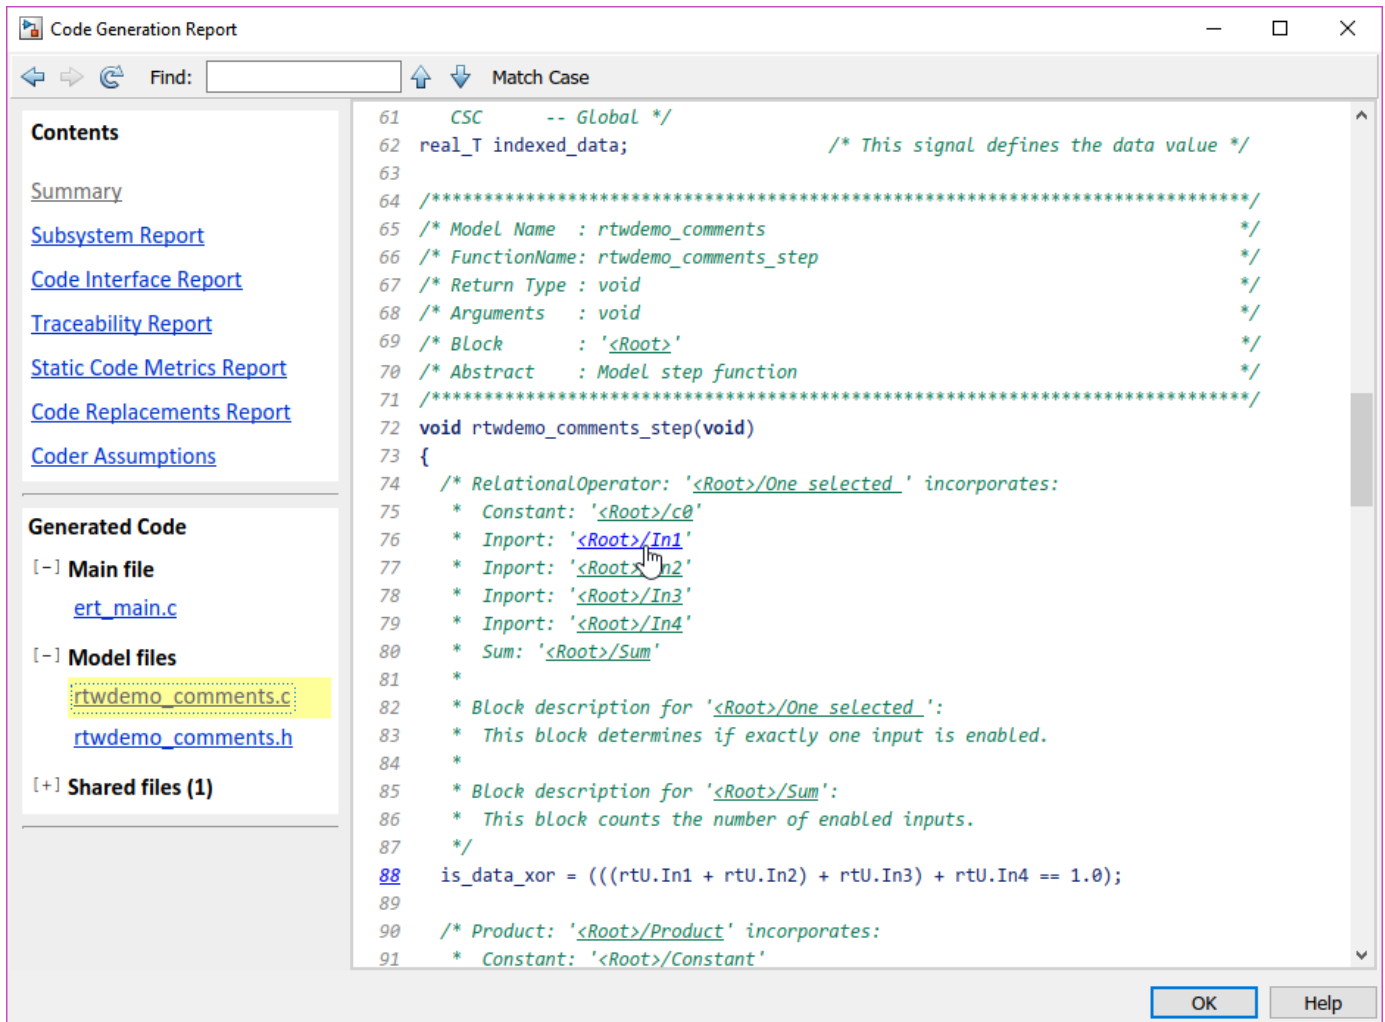 Code Generation Report
Find:
Match Case
Contents
Summary
Subsystem Report
Code Interface Report
Traceability Report
Static Code Metrics Report
Code Replacements Report
Coder Assumptions
Generated Code
[-] Main file
ert_main.c
[-] Model files
rtwdemo_comments.c
rtwdemo_comments.h
[+] Shared files (1)
61 CSC -- Global */
62 real_T indexed_data; /* This signal defines the data value */
63
64 /******************************************************************************/
65 /* Model Name : rtwdemo_comments */
66 /* FunctionName: rtwdemo_comments_step */
67 /* Return Type : void */
68 /* Arguments : void */
69 /* Block : '<Root>' */
70 /* Abstract : Model step function */
71 /******************************************************************************/
72 void rtwdemo_comments_step(void)
73 {
74 /* RelationalOperator: '<Root>/One selected ' incorporates:
75 * Constant: '<Root>/c0'
76 * Inport: '<Root>/In1'
77 * Inport: '<Root> n2'
78 * Inport: '<Root>/In3'
79 * Inport: '<Root>/In4'
80 * Sum: '<Root>/Sum'
81 *
82 * Block description for '<Root>/One selected ':
83 * This block determines if exactly one input is enabled.
84 *
85 * Block description for '<Root>/Sum':
86 * This block counts the number of enabled inputs.
87 */
88 is_data_xor = (((rtU.In1 + rtU.In2) + rtU.In3) + rtU.In4 == 1.0);
89
90 /* Product: '<Root>/Product' incorporates:
91 * Constant: '<Root>/Constant'
OK
Help